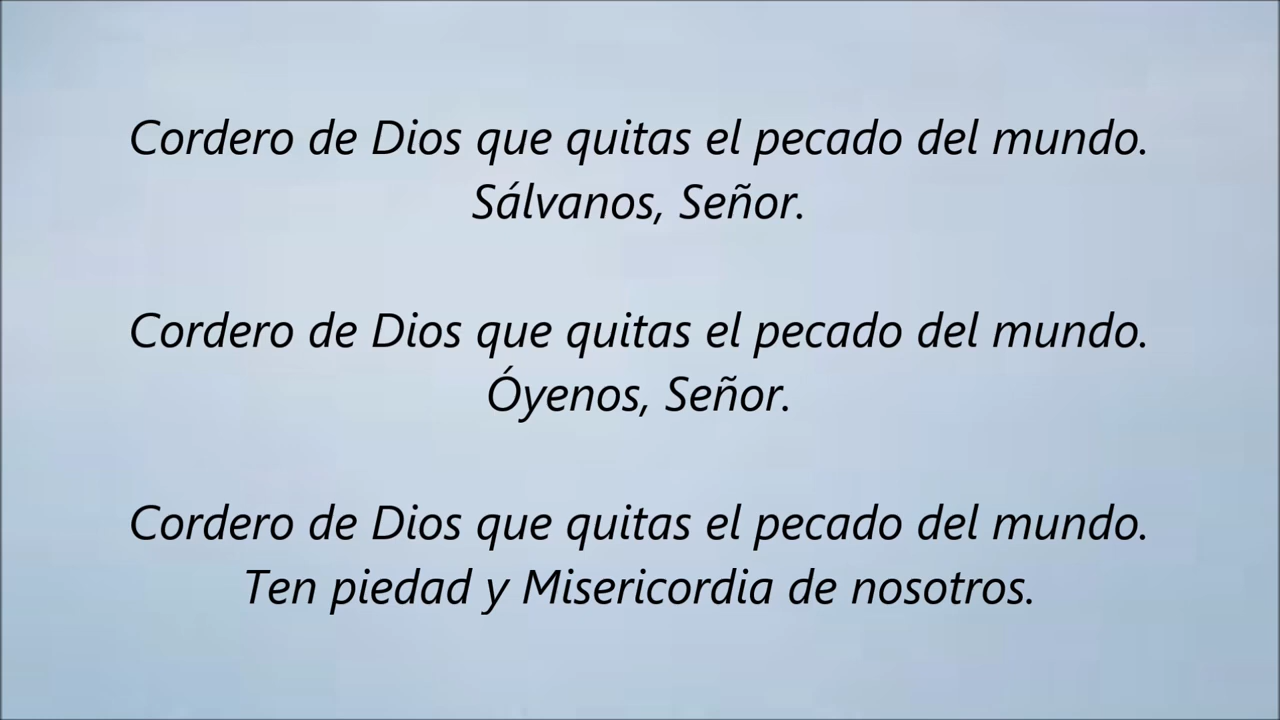 Cordero de Dios que quitas el pecado del mundo.
Sálvanos, Señor.
Cordero de Dios que quitas el pecado del mundo.
Óyenos, Señor.
Cordero de Dios que quitas el pecado del mundo.
Ten piedad y Misericordia de nosotros.